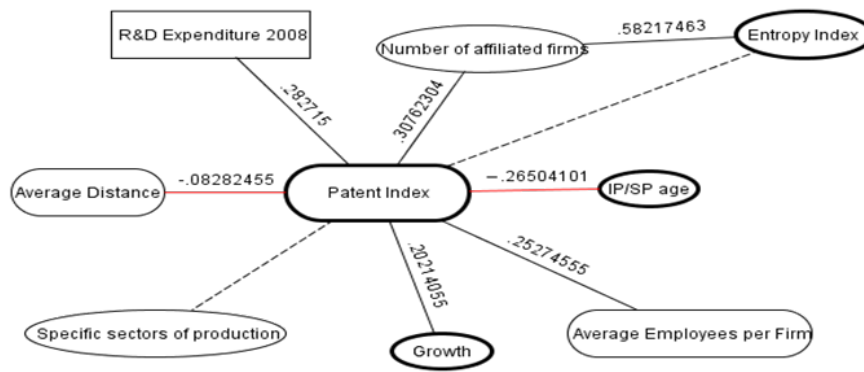 R&D Expenditure 2008
Number of affiliated firms
.58217463
Entropy Index
.282715
.30762304
Average Distance
-.08282455
Patent Index
-.26504101
IP/SP age
.20214055
.25274555
Specific sectors of production
Growth
Average Employees per Firm